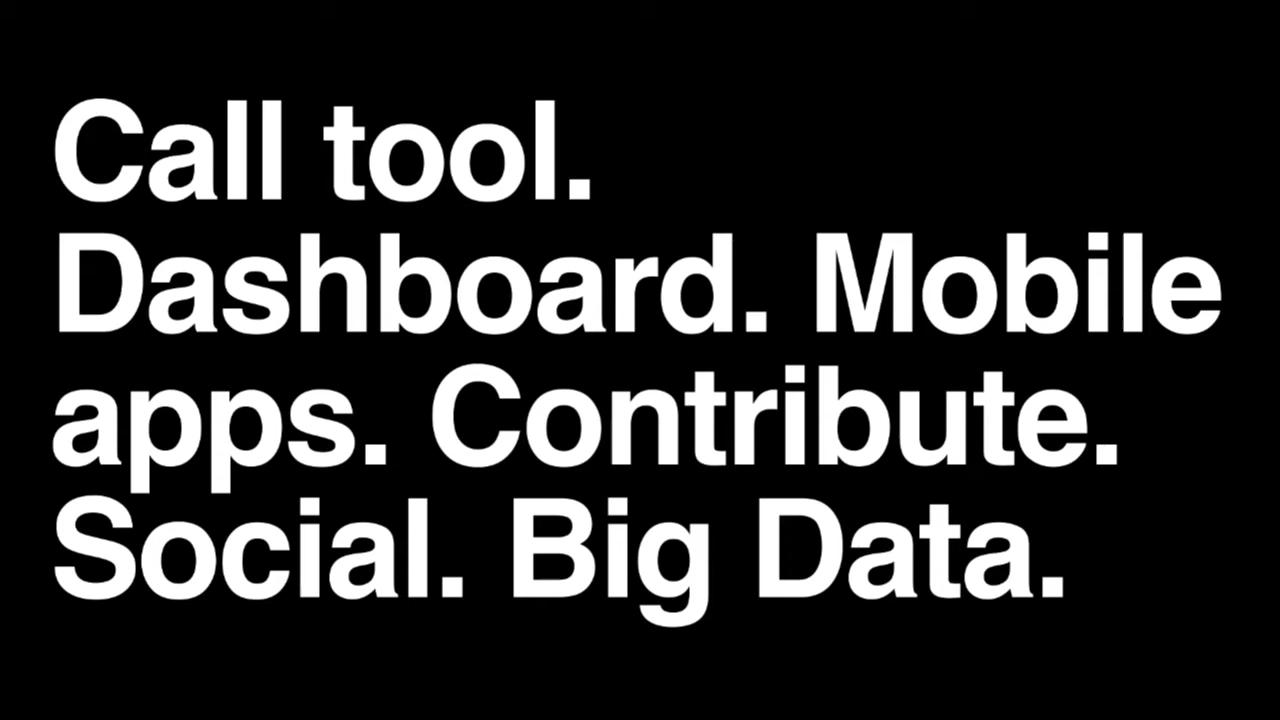 Call tool.
Dashboard. Mobile
apps. Contribute.
Social. Big Data.